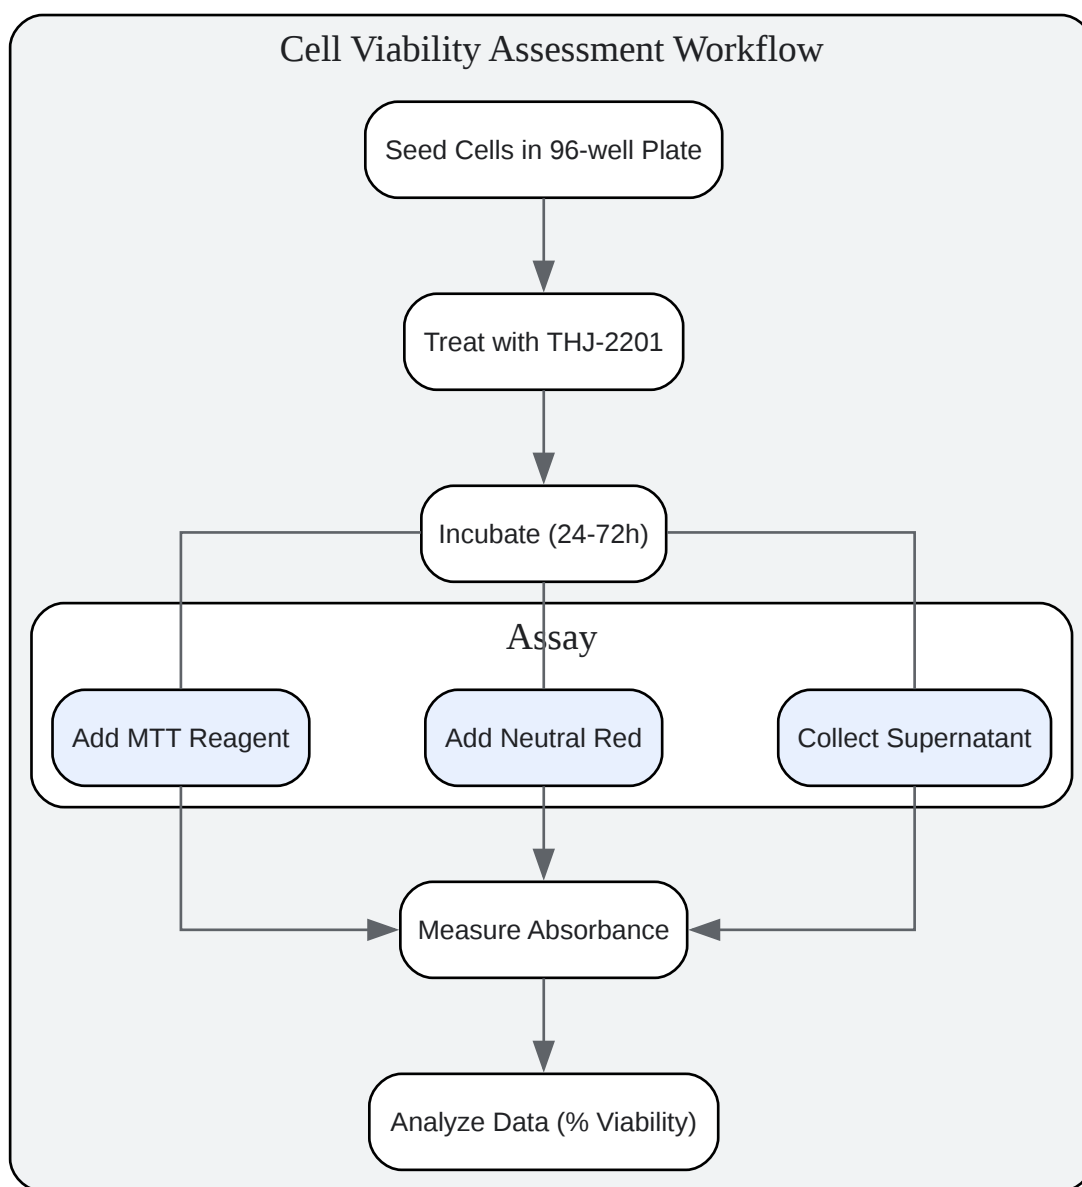 Cell Viability Assessment Workflow
Seed Cells in 96-well Plate
Treat with THJ-2201
Incubate (24-72h)
Assay
Add MTT Reagent
Add Neutral Red
Collect Supernatant
Measure Absorbance
Analyze Data (% Viability)